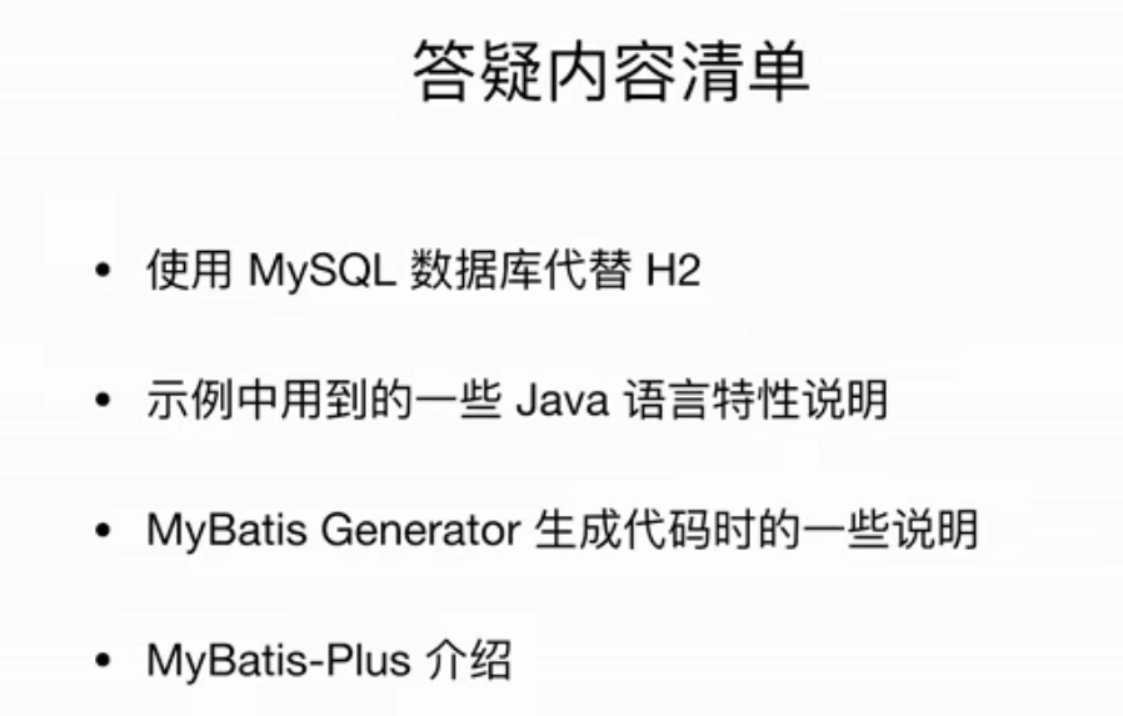 答疑内容清单
• 使用 MySQL 数据库代替 H2
• 示例中用到的一些 Java 语言特性说明
• MyBatis Generator 生成代码时的一些说明
• MyBatis-Plus 介绍